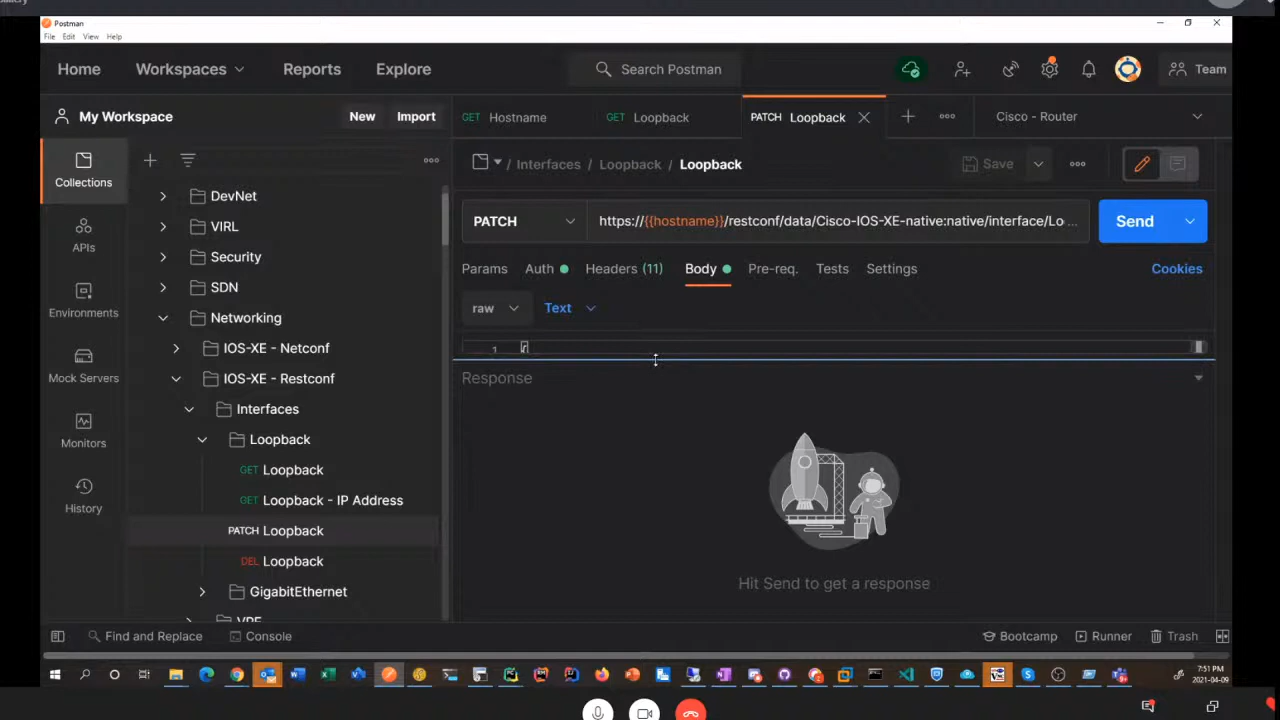 Postman
File Edit View Help
Home Workspaces Reports Explore Search Postman Team
My Workspace New Import GET Hostname GET Loopback PATCH Loopback Cisco - Router
/ Interfaces / Loopback / Loopback Save
Collections
APIs
Environments
Mock Servers
Monitors
History
DevNet
VIRL
Security
SDN
Networking
IOS-XE - Netconf
IOS-XE - Restconf
Interfaces
Loopback
GET Loopback
GET Loopback - IP Address
PATCH Loopback
DEL Loopback
GigabitEthernet
PATCH https://{{hostname}}/restconf/data/Cisco-IOS-XE-native:native/interface/Lo ... Send
Params Auth Headers (11) Body Pre-req. Tests Settings Cookies
raw Text
1 {
Response
Hit Send to get a response
Find and Replace Console Bootcamp Runner Trash
7:51 PM
2021-04-09